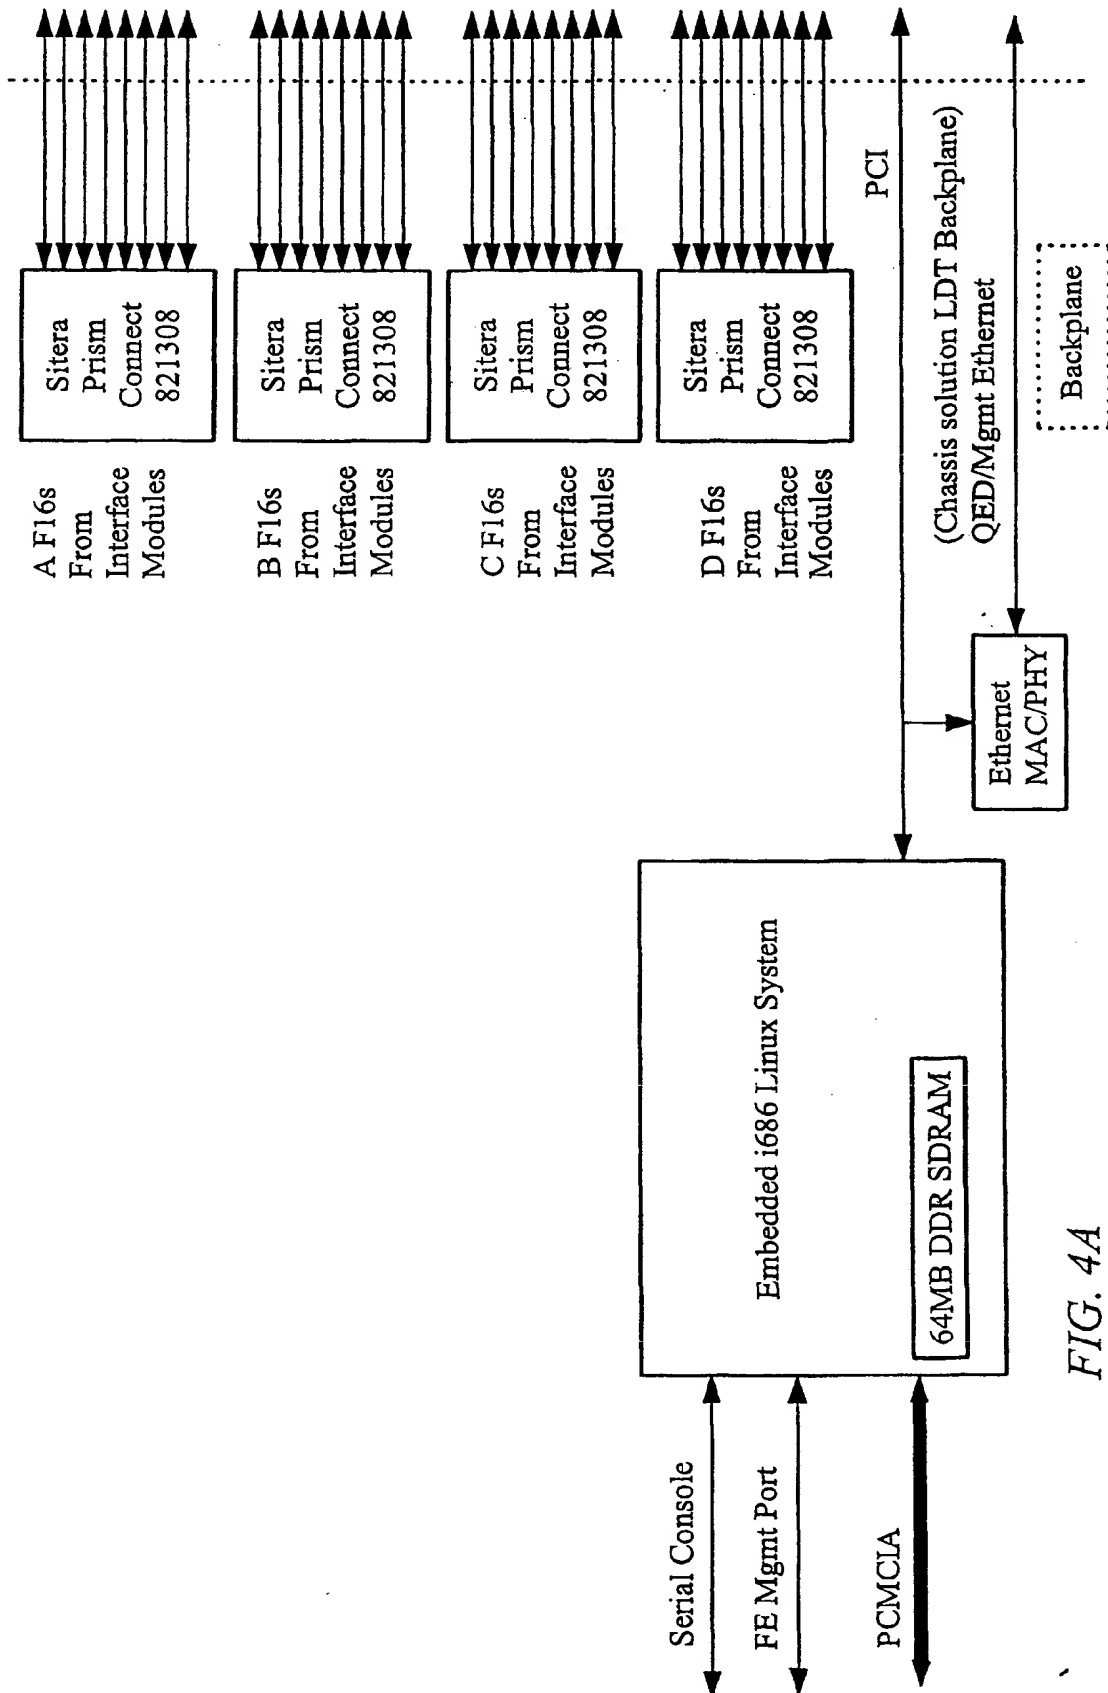 A F16s
From
Interface
Modules
Sitera
Prism
Connect
821308
B F16s
From
Interface
Modules
Sitera
Prism
Connect
821308
C F16s
From
Interface
Modules
Sitera
Prism
Connect
821308
D F16s
From
Interface
Modules
Sitera
Prism
Connect
821308
PCI
(Chassis solution LDT Backplane)
QED/Mgmt Ethernet
Serial Console
FE Mgmt Port
PCMCIA
Embedded i686 Linux System
64MB DDR SDRAM
Ethernet
MAC/PHY
Backplane
FIG. 4A